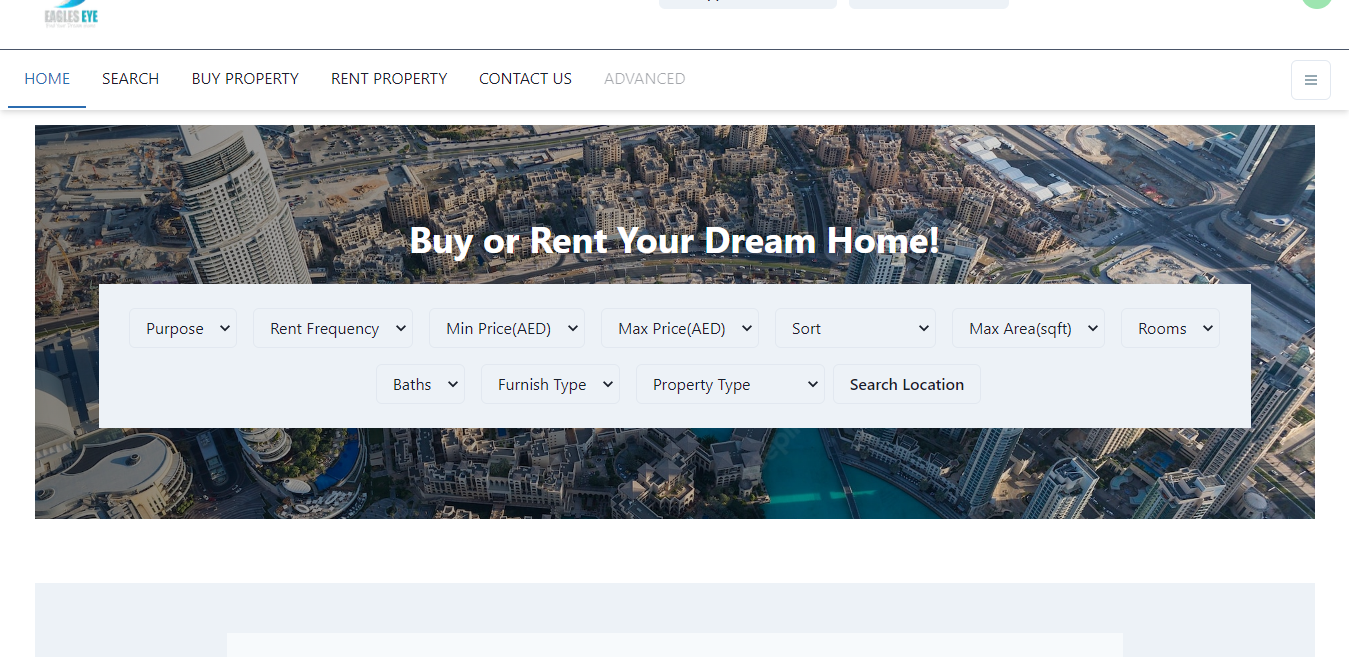 EAGLES EYE
HOME SEARCH BUY PROPERTY RENT PROPERTY CONTACT US ADVANCED
Buy or Rent Your Dream Home!
Purpose Rent Frequency Min Price(AED) Max Price(AED) Sort Max Area(sqft) Rooms
Baths Furnish Type Property Type Search Location